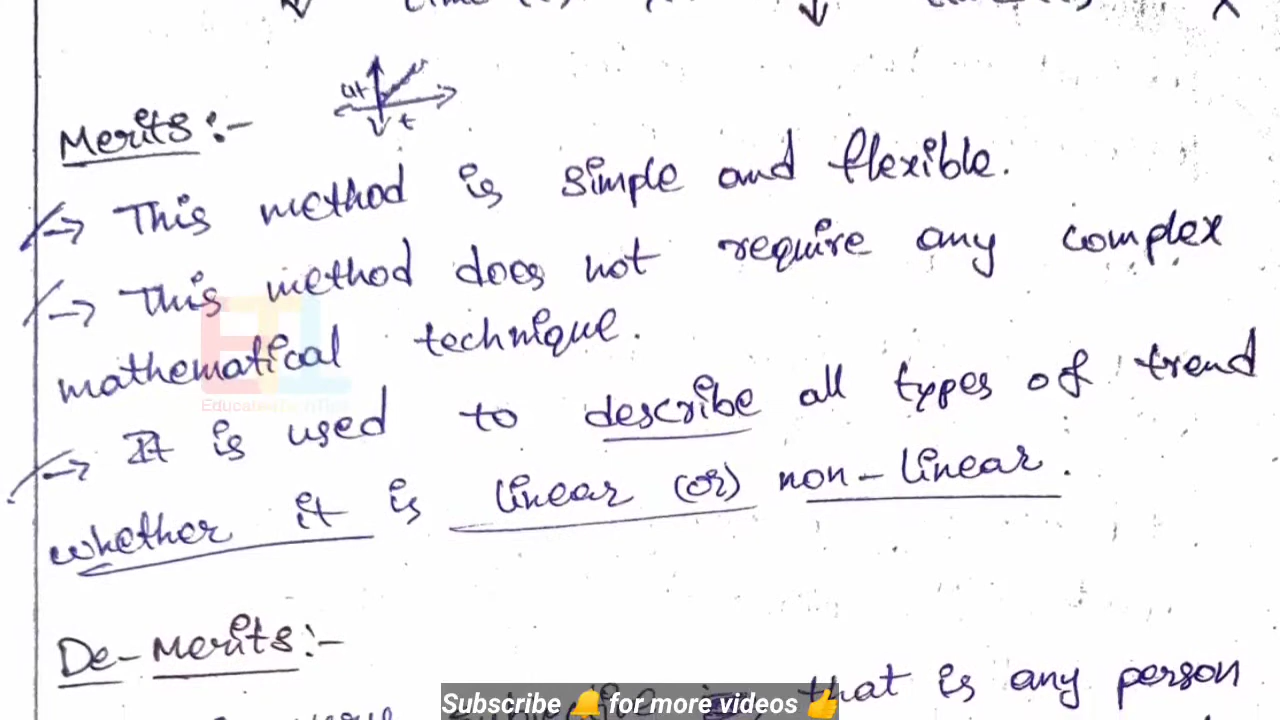 time (t)
ut
t
Merits:-
→ This method is simple and flexible.
→ This method does not require any complex
mathematical technique.
→ It is used to describe all types of trend
whether it is linear (or) non-linear.
De-Merits:-
that is any person
Subscribe 🔔 for more videos 👍